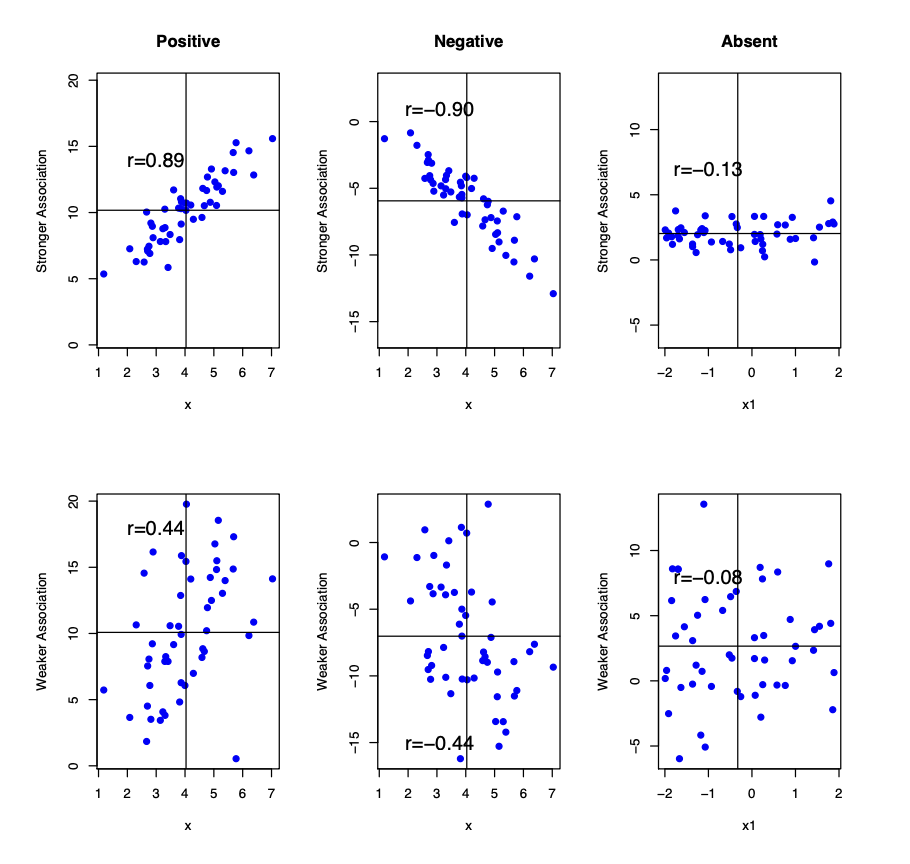 Positive
Negative
Absent
Stronger Association
20
15
10
5
0
r=0.89
1 2 3 4 5 6 7
x
Stronger Association
0
−5
−10
−15
r=−0.90
1 2 3 4 5 6 7
x
Stronger Association
10
5
0
−5
r=−0.13
−2 −1 0 1 2
x1
Weaker Association
20
15
10
5
0
r=0.44
1 2 3 4 5 6 7
x
Weaker Association
0
−5
−10
−15
r=−0.44
1 2 3 4 5 6 7
x
Weaker Association
10
5
0
−5
r=−0.08
−2 −1 0 1 2
x1